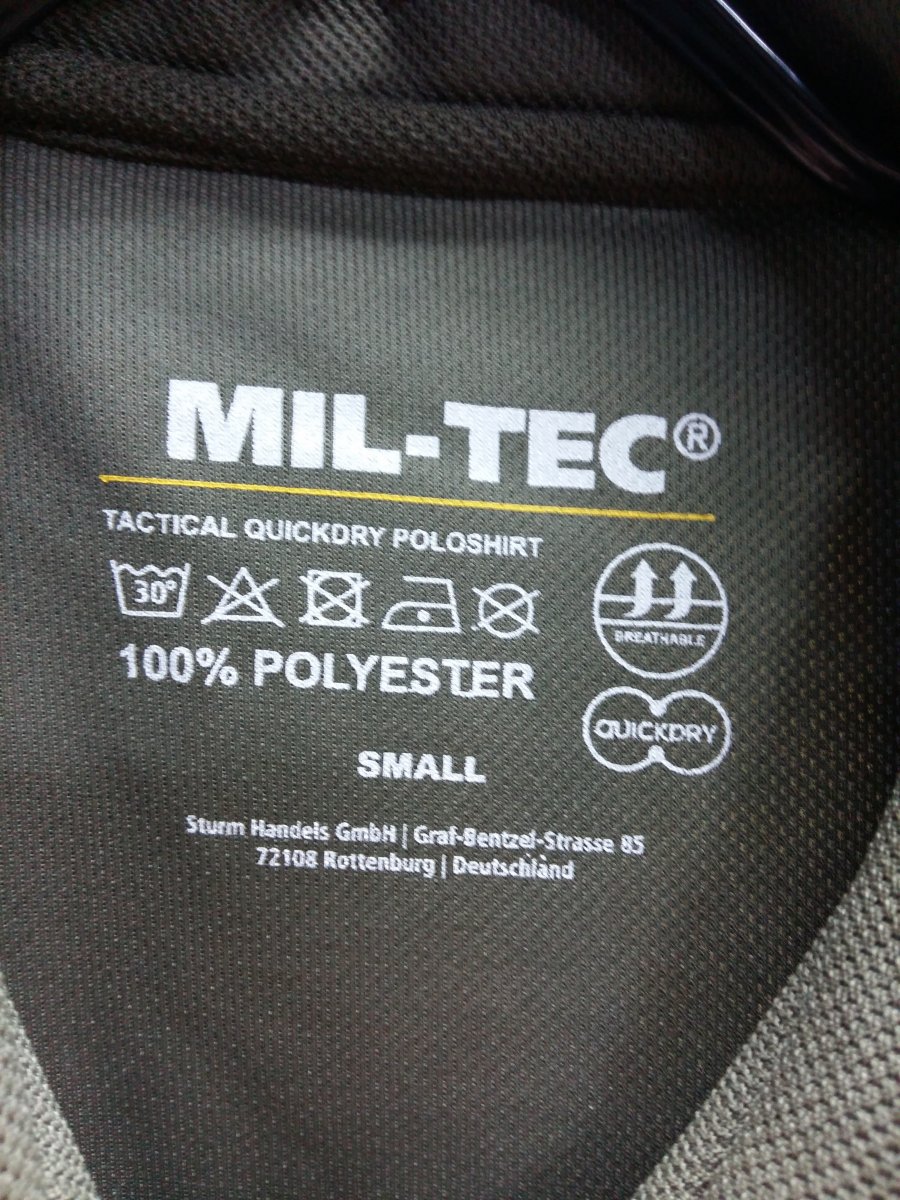 MIL-TEC®
TACTICAL QUICKDRY POLOSHIRT
30°
BREATHABLE
100% POLYESTER
QUICKDRY
SMALL
Sturm Handels GmbH | Graf-Bentzel-Strasse 85
72108 Rottenburg | Deutschland